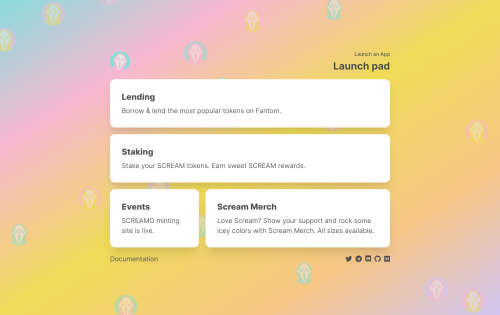 Launch an App
Launch pad
Lending
Borrow & lend the most popular tokens on Fantom.
Staking
Stake your SCREAM tokens. Earn sweet SCREAM rewards.
Events
SCREAMO minting
site is live.
Scream Merch
Love Scream? Show your support and rock some
icey colors with Scream Merch. All sizes available.
Documentation